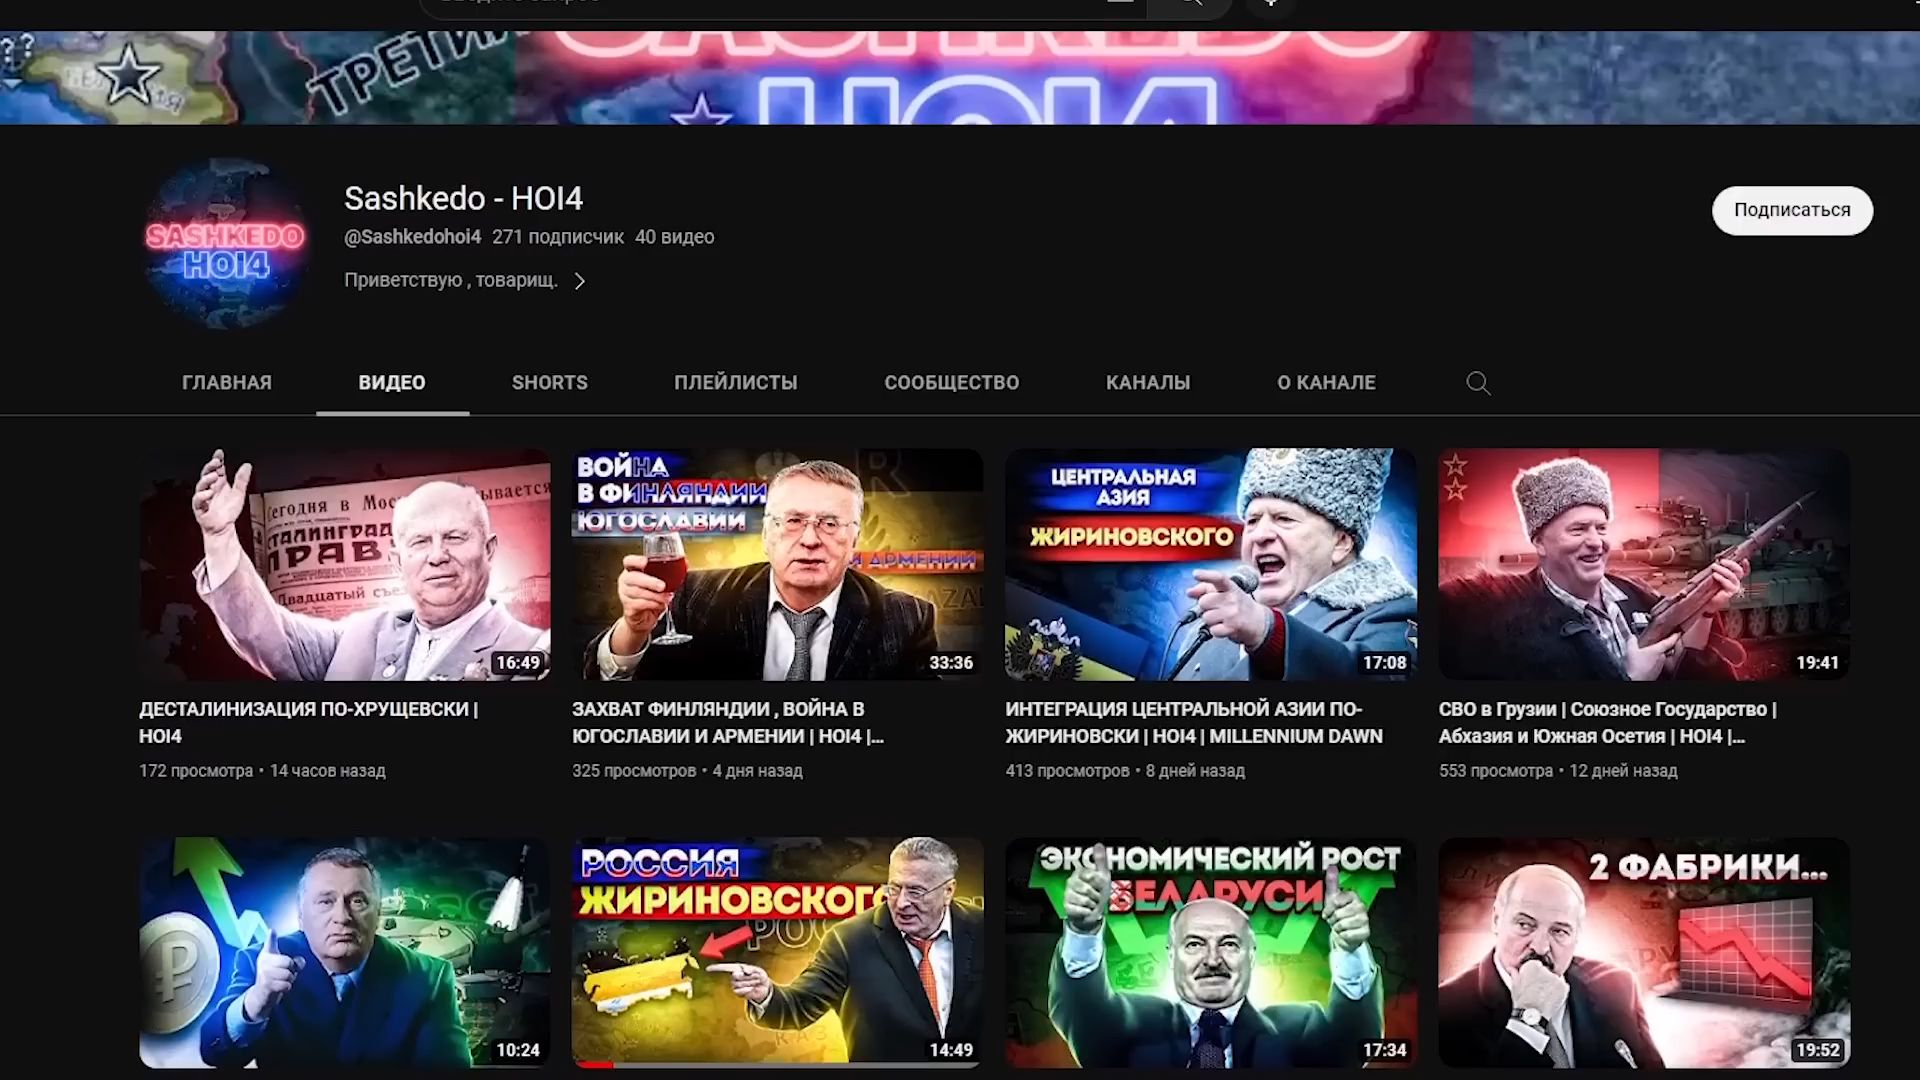 ТРЕТИЙ
SASHKEDO
HOI4
SASHKEDO
HOI4
Sashkedo - HOI4
@Sashkedohoi4 271 подписчик 40 видео
Приветствую , товарищ.
Подписаться
ГЛАВНАЯ ВИДЕО SHORTS ПЛЕЙЛИСТЫ СООБЩЕСТВО КАНАЛЫ О КАНАЛЕ
16:49
ВОЙНА
В ФИНЛЯНДИИ
ЮГОСЛАВИИ
И АРМЕНИИ
33:36
ЦЕНТРАЛЬНАЯ
АЗИЯ
ЖИРИНОВСКОГО
17:08
19:41
ДЕСТАЛИНИЗАЦИЯ ПО-ХРУЩЕВСКИ |
HOI4
172 просмотра • 14 часов назад
ЗАХВАТ ФИНЛЯНДИИ , ВОЙНА В
ЮГОСЛАВИИ И АРМЕНИИ | HOI4 |...
325 просмотров • 4 дня назад
ИНТЕГРАЦИЯ ЦЕНТРАЛЬНОЙ АЗИИ ПО-
ЖИРИНОВСКИ | HOI4 | MILLENNIUM DAWN
413 просмотров • 8 дней назад
СВО в Грузии | Союзное Государство |
Абхазия и Южная Осетия | HOI4 |...
553 просмотра • 12 дней назад
10:24
РОССИЯ
ЖИРИНОВСКОГО
14:49
ЭКОНОМИЧЕСКИЙ РОСТ
БЕЛАРУСИ
17:34
2 ФАБРИКИ...
19:52